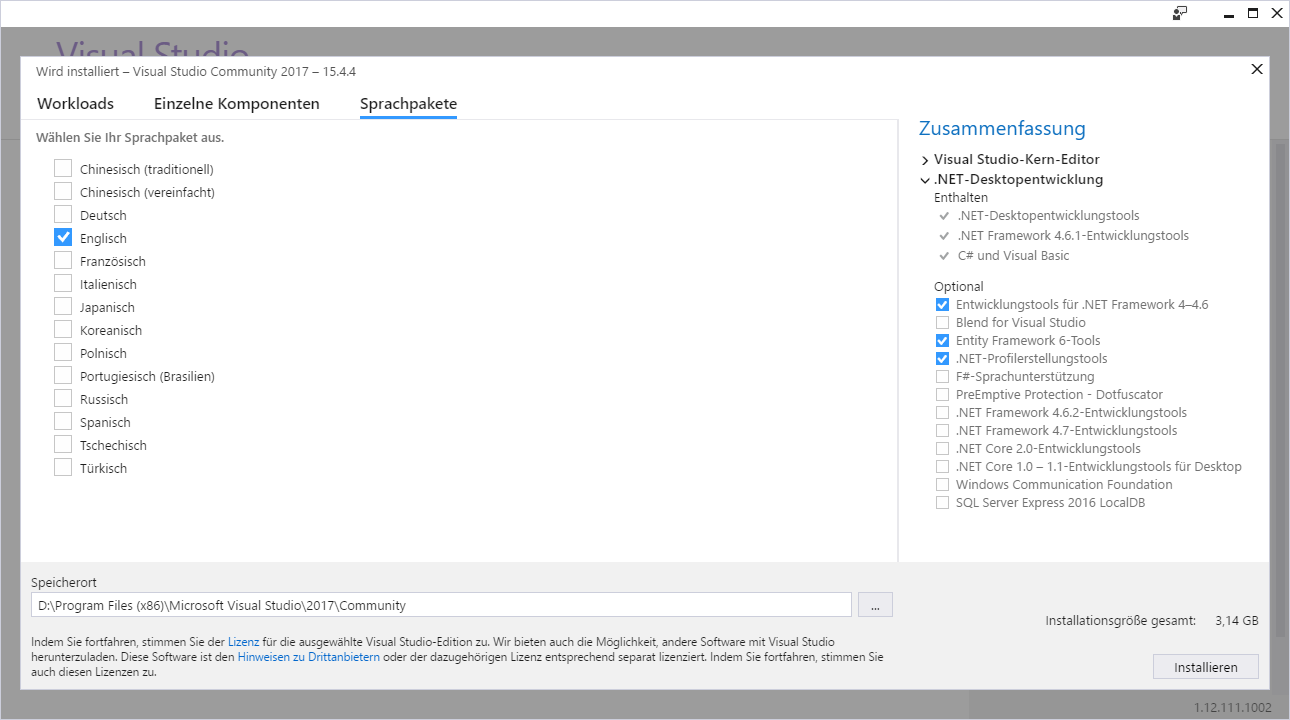 Visual Studio
Wird installiert – Visual Studio Community 2017 – 15.4.4
Workloads
Einzelne Komponenten
Sprachpakete
Wählen Sie Ihr Sprachpaket aus.
Chinesisch (traditionell)
Chinesisch (vereinfacht)
Deutsch
Englisch
Französisch
Italienisch
Japanisch
Koreanisch
Polnisch
Portugiesisch (Brasilien)
Russisch
Spanisch
Tschechisch
Türkisch
Zusammenfassung
Visual Studio-Kern-Editor
.NET-Desktopentwicklung
Enthalten
.NET-Desktopentwicklungstools
.NET Framework 4.6.1-Entwicklungstools
C# und Visual Basic
Optional
Entwicklungstools für .NET Framework 4–4.6
Blend for Visual Studio
Entity Framework 6-Tools
.NET-Profilerstellungstools
F#-Sprachunterstützung
PreEmptive Protection - Dotfuscator
.NET Framework 4.6.2-Entwicklungstools
.NET Framework 4.7-Entwicklungstools
.NET Core 2.0-Entwicklungstools
.NET Core 1.0 – 1.1-Entwicklungstools für Desktop
Windows Communication Foundation
SQL Server Express 2016 LocalDB
Speicherort
D:\Program Files (x86)\Microsoft Visual Studio\2017\Community
...
Indem Sie fortfahren, stimmen Sie der Lizenz für die ausgewählte Visual Studio-Edition zu. Wir bieten auch die Möglichkeit, andere Software mit Visual Studio
herunterzuladen. Diese Software ist den Hinweisen zu Drittanbietern oder der dazugehörigen Lizenz entsprechend separat lizenziert. Indem Sie fortfahren, stimmen Sie
auch diesen Lizenzen zu.
Installationsgröße gesamt: 3,14 GB
Installieren
1.12.111.1002